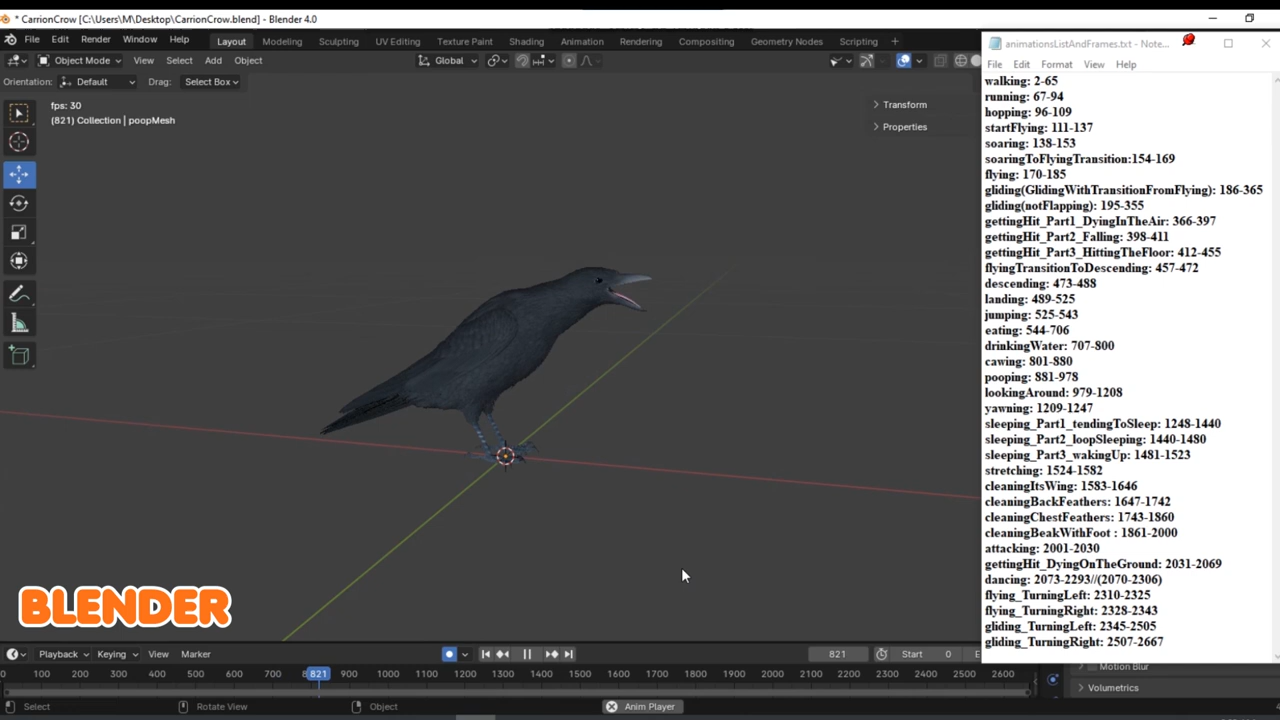 * CarrionCrow [C:\Users\M\Desktop\CarrionCrow.blend] - Blender 4.0
File Edit Render Window Help Layout Modeling Sculpting UV Editing Texture Paint Shading Animation Rendering Compositing Geometry Nodes Scripting +
Object Mode View Select Add Object Global
Orientation: Default Drag: Select Box
fps: 30
(821) Collection | poopMesh
Transform
Properties
BLENDER
animationsListAndFrames.txt - Note...
File Edit Format View Help
walking: 2-65
running: 67-94
hopping: 96-109
startFlying: 111-137
soaring: 138-153
soaringToFlyingTransition:154-169
flying: 170-185
gliding(GlidingWithTransitionFromFlying): 186-365
gliding(notFlapping): 195-355
gettingHit_Part1_DyingInTheAir: 366-397
gettingHit_Part2_Falling: 398-411
gettingHit_Part3_HittingTheFloor: 412-455
flyingTransitionToDescending: 457-472
descending: 473-488
landing: 489-525
jumping: 525-543
eating: 544-706
drinkingWater: 707-800
cawing: 801-880
pooping: 881-978
lookingAround: 979-1208
yawning: 1209-1247
sleeping_Part1_tendingToSleep: 1248-1440
sleeping_Part2_loopSleeping: 1440-1480
sleeping_Part3_wakingUp: 1481-1523
stretching: 1524-1582
cleaningItsWing: 1583-1646
cleaningBackFeathers: 1647-1742
cleaningChestFeathers: 1743-1860
cleaningBeakWithFoot : 1861-2000
attacking: 2001-2030
gettingHit_DyingOnTheGround: 2031-2069
dancing: 2073-2293//(2070-2306)
flying_TurningLeft: 2310-2325
flying_TurningRight: 2328-2343
gliding_TurningLeft: 2345-2505
gliding_TurningRight: 2507-2667
Playback Keying View Marker 821 Start 0
0 100 200 300 400 500 600 700 821 900 1000 1100 1200 1300 1400 1500 1600 1700 1800 1900 2000 2100 2200 2300 2400 2500 2600
Motion Blur
Volumetrics
Select Rotate View Object Anim Player